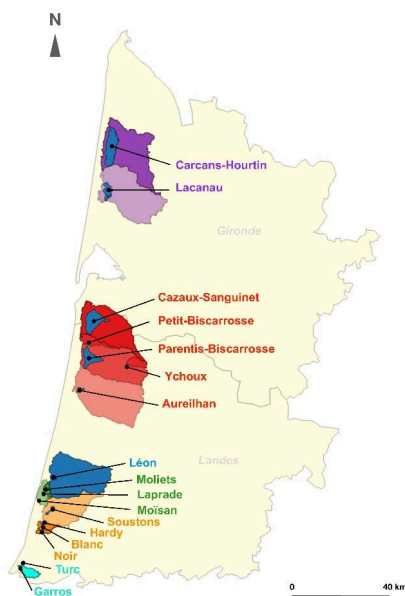 N
Carcans-Hourtin
Lacanau
Gironde
Cazaux-Sanguinet
Petit-Biscarrosse
Parentis-Biscarrosse
Ychoux
Aureilhan
Léon
Landes
Moliets
Laprade
Moïsan
Soustons
Hardy
Blanc
Noir
Turc
Garros
0 40 km